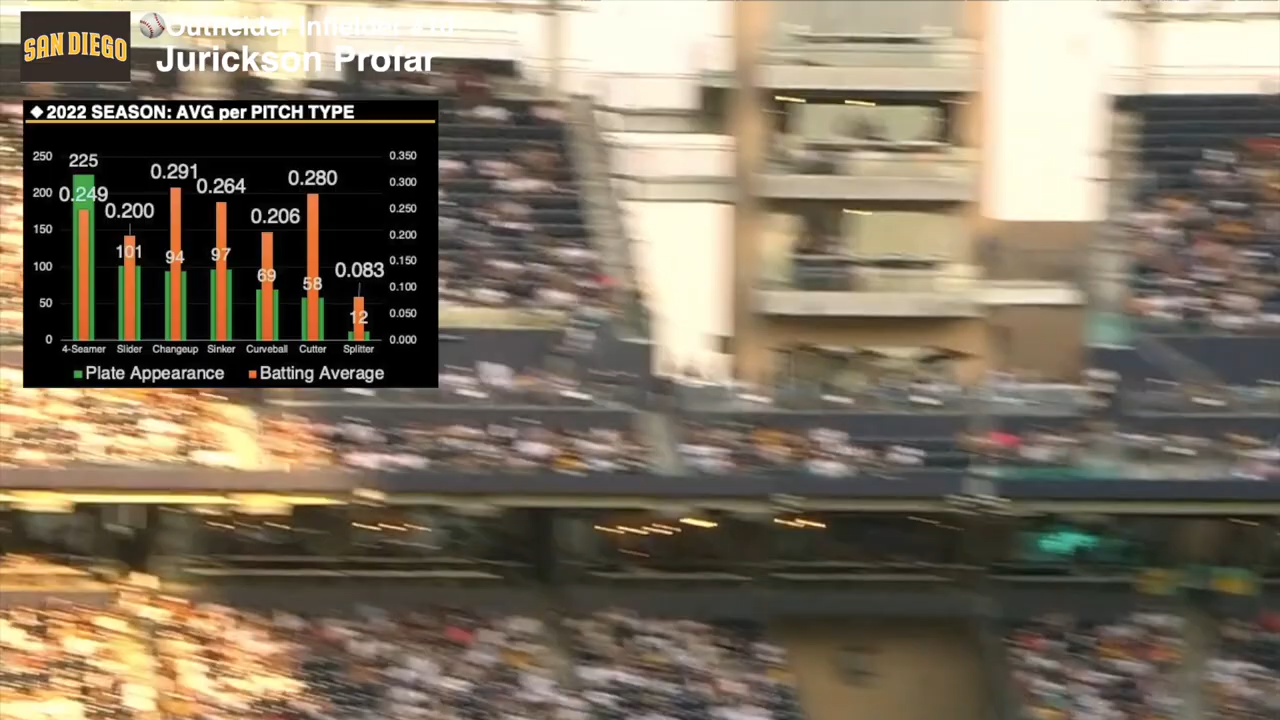 SAN DIEGO
Outfielder Infielder
Jurickson Profar
◆2022 SEASON: AVG per PITCH TYPE
250 225 0.291 0.264 0.280 0.350
200 0.249 0.200 0.206 0.300
150 0.250
100 101 94 97 69 58 0.083 0.200
50 12 0.150
0 0.100
0.050
0.000
4-Seamer Slider Changeup Sinker Curveball Cutter Splitter
Plate Appearance Batting Average